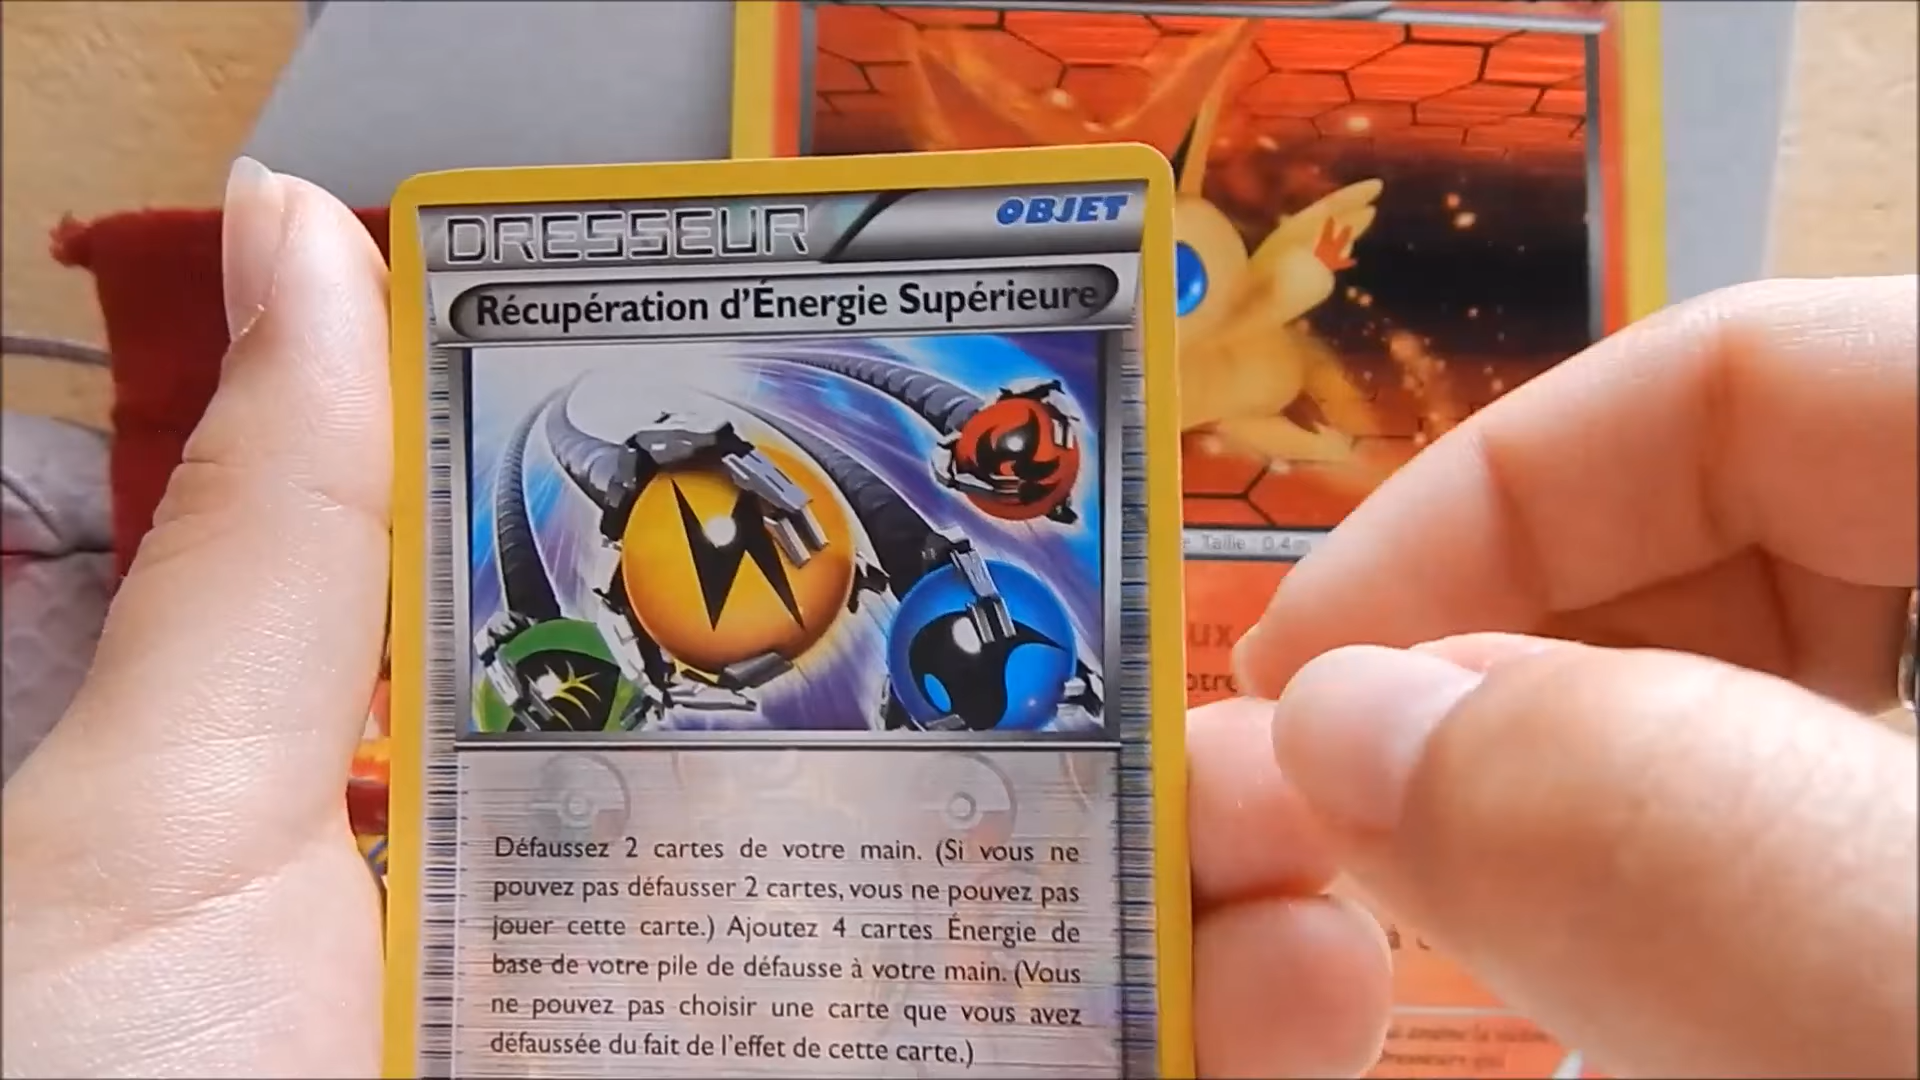 DRESSEUR
OBJET
Récupération d'Énergie Supérieure
Taille : 0.4 m
Défaussez 2 cartes de votre main. (Si vous ne
pouvez pas défausser 2 cartes, vous ne pouvez pas
jouer cette carte.) Ajoutez 4 cartes Énergie de
base de votre pile de défausse à votre main. (Vous
ne pouvez pas choisir une carte que vous avez
défaussée du fait de l'effet de cette carte.)